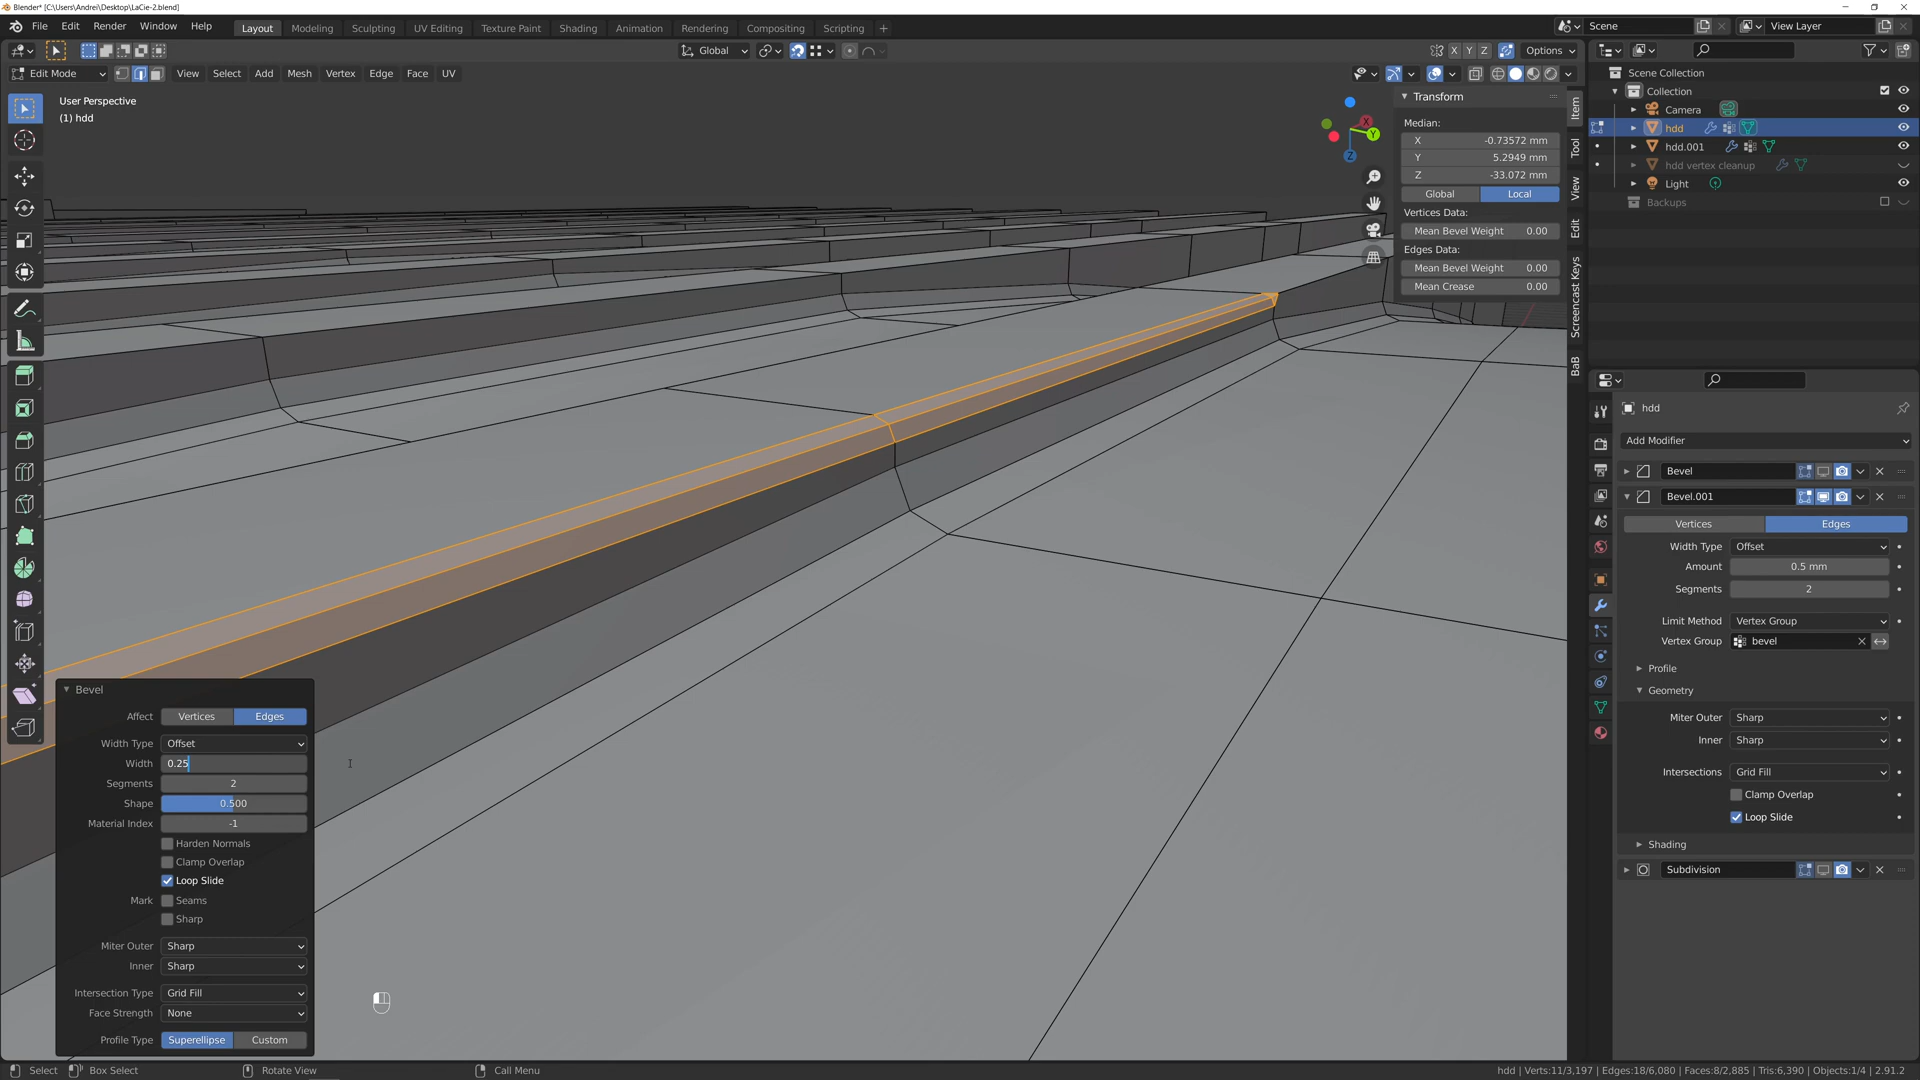 Blender* [C:\Users\Andrei\Desktop\LaCie-2.blend]
File Edit Render Window Help
Layout Modeling Sculpting UV Editing Texture Paint Shading Animation Rendering Compositing Scripting +
Scene
View Layer
Global
X Y Z
Options
Edit Mode
View Select Add Mesh Vertex Edge Face UV
User Perspective
(1) hdd
X
Y
Z
Transform
Median:
X -0.73572 mm
Y 5.2949 mm
Z -33.072 mm
Global Local
Vertices Data:
Mean Bevel Weight 0.00
Edges Data:
Mean Bevel Weight 0.00
Mean Crease 0.00
Item
Tool
View
Edit
Screencast Keys
BaB
Scene Collection
Collection
Camera
hdd
hdd.001
hdd vertex cleanup
Light
Backups
hdd
Add Modifier
Bevel
Bevel.001
Vertices Edges
Width Type Offset
Amount 0.5 mm
Segments 2
Limit Method Vertex Group
Vertex Group bevel
Profile
Geometry
Miter Outer Sharp
Inner Sharp
Intersections Grid Fill
Clamp Overlap
Loop Slide
Shading
Subdivision
Bevel
Affect Vertices Edges
Width Type Offset
Width 0.25
Segments 2
Shape 0.500
Material Index -1
Harden Normals
Clamp Overlap
Loop Slide
Mark Seams
Sharp
Miter Outer Sharp
Inner Sharp
Intersection Type Grid Fill
Face Strength None
Profile Type Superellipse Custom
Select Box Select Rotate View Call Menu
hdd | Verts:11/3,197 | Edges:18/6,080 | Faces:8/2,885 | Tris:6,390 | Objects:1/4 | 2.91.2